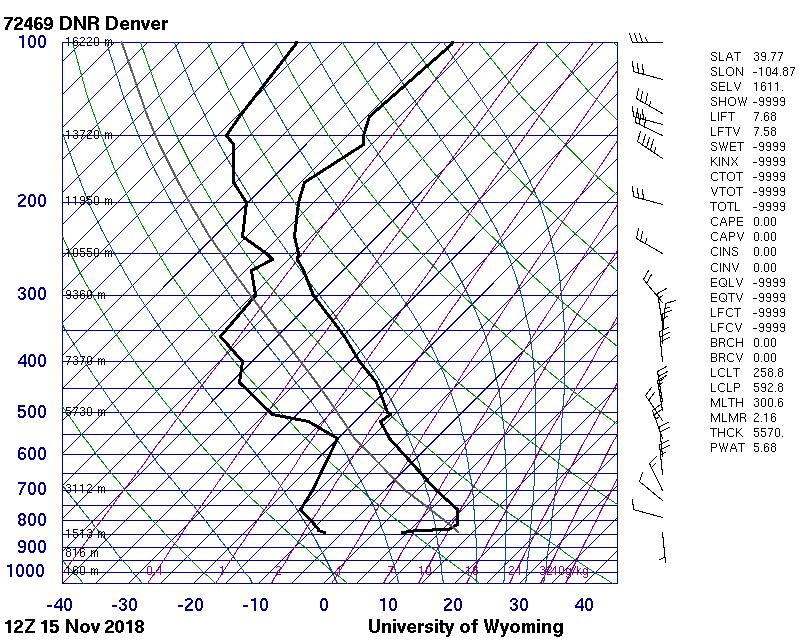 72469 DNR Denver
100
16220 m
13720 m
200
11950 m
10550 m
300
9360 m
400
7370 m
500
5730 m
600
700
3112 m
800
1513 m
900
816 m
1000
160 m
0.4 1 2 4 7 10 16 24 32 40g/kg
-40 -30 -20 -10 0 10 20 30 40
12Z 15 Nov 2018 University of Wyoming
SLAT 39.77
SLON -104.87
SELV 1611.
SHOW -9999
LIFT 7.68
LFTV 7.58
SWET -9999
KINX -9999
CTOT -9999
VTOT -9999
TOTL -9999
CAPE 0.00
CAPV 0.00
CINS 0.00
CINV 0.00
EQLV -9999
EQTV -9999
LFCT -9999
LFCV -9999
BRCH 0.00
BRCV 0.00
LCLT 258.8
LCLP 592.8
MLTH 300.6
MLMR 2.16
THCK 5570.
PWAT 5.68